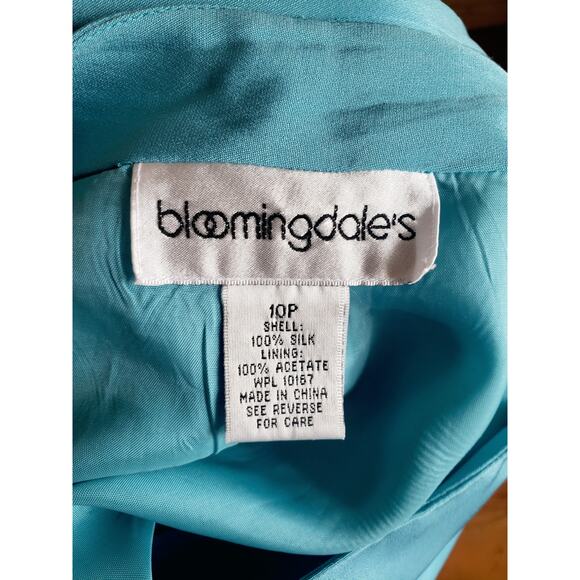 bloomingdale's
10P
SHELL:
100% SILK
LINING:
100% ACETATE
WPL 10167
MADE IN CHINA
SEE REVERSE
FOR CARE